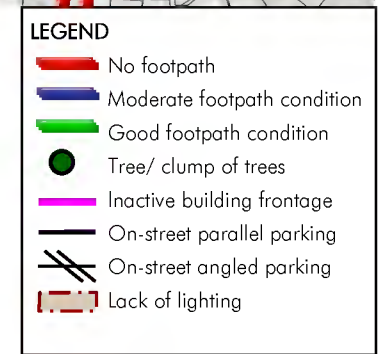 LEGEND
No footpath
Moderate footpath condition
Good footpath condition
Tree/ clump of trees
Inactive building frontage
On-street parallel parking
On-street angled parking
Lack of lighting